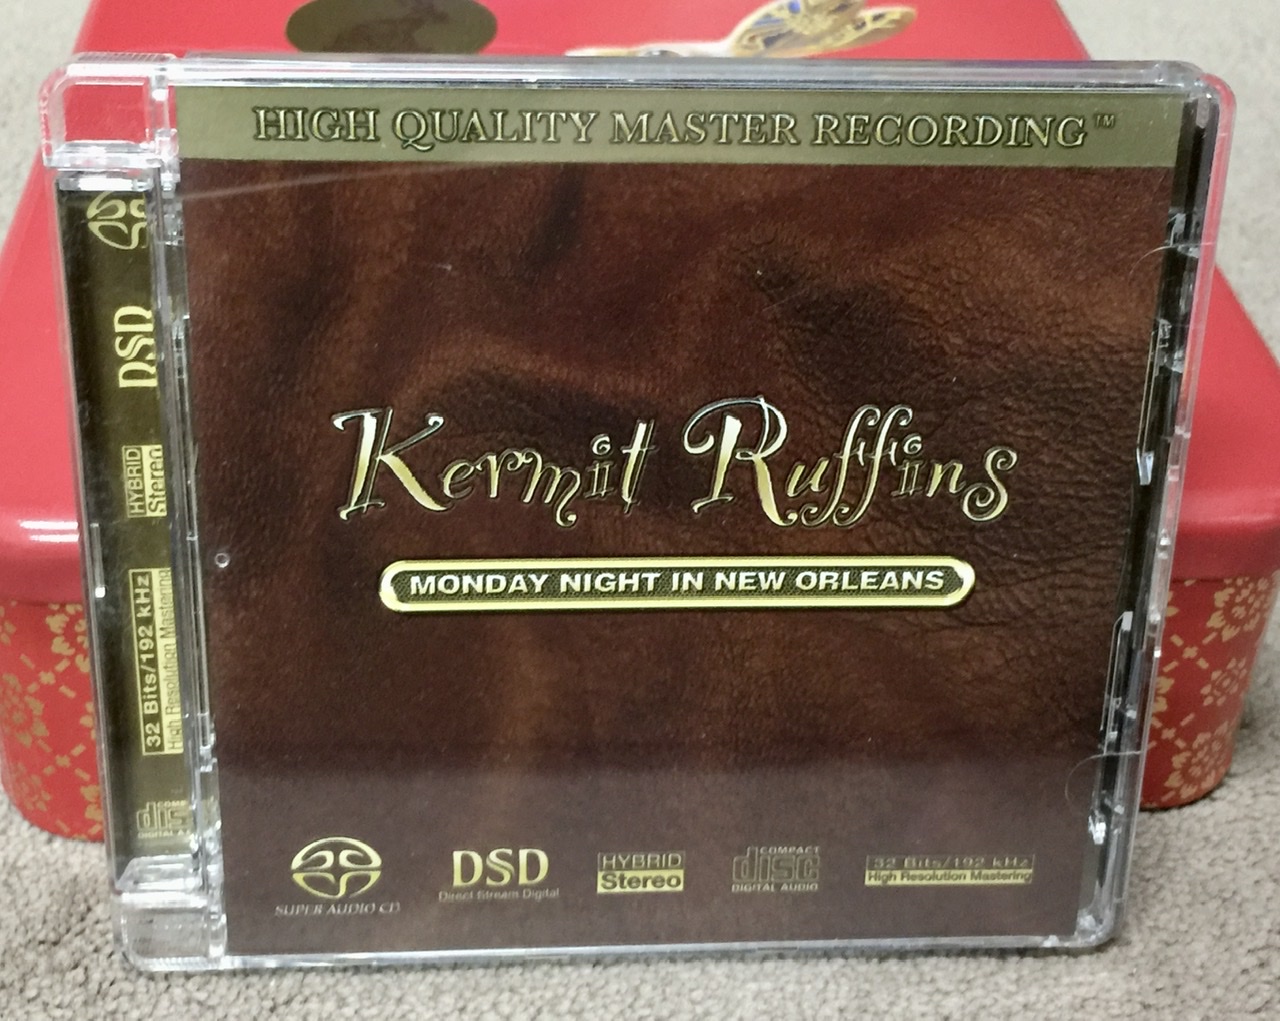 HIGH QUALITY MASTER RECORDING™
Kermit Ruffins
MONDAY NIGHT IN NEW ORLEANS
SUPER AUDIO CD
DSD
Direct Stream Digital
HYBRID
Stereo
COMPACT
disc
DIGITAL AUDIO
32 Bits/192 kHz
High Resolution Mastering
DSD
HYBRID
Stereo
32 Bits/192 kHz
High Resolution Mastering